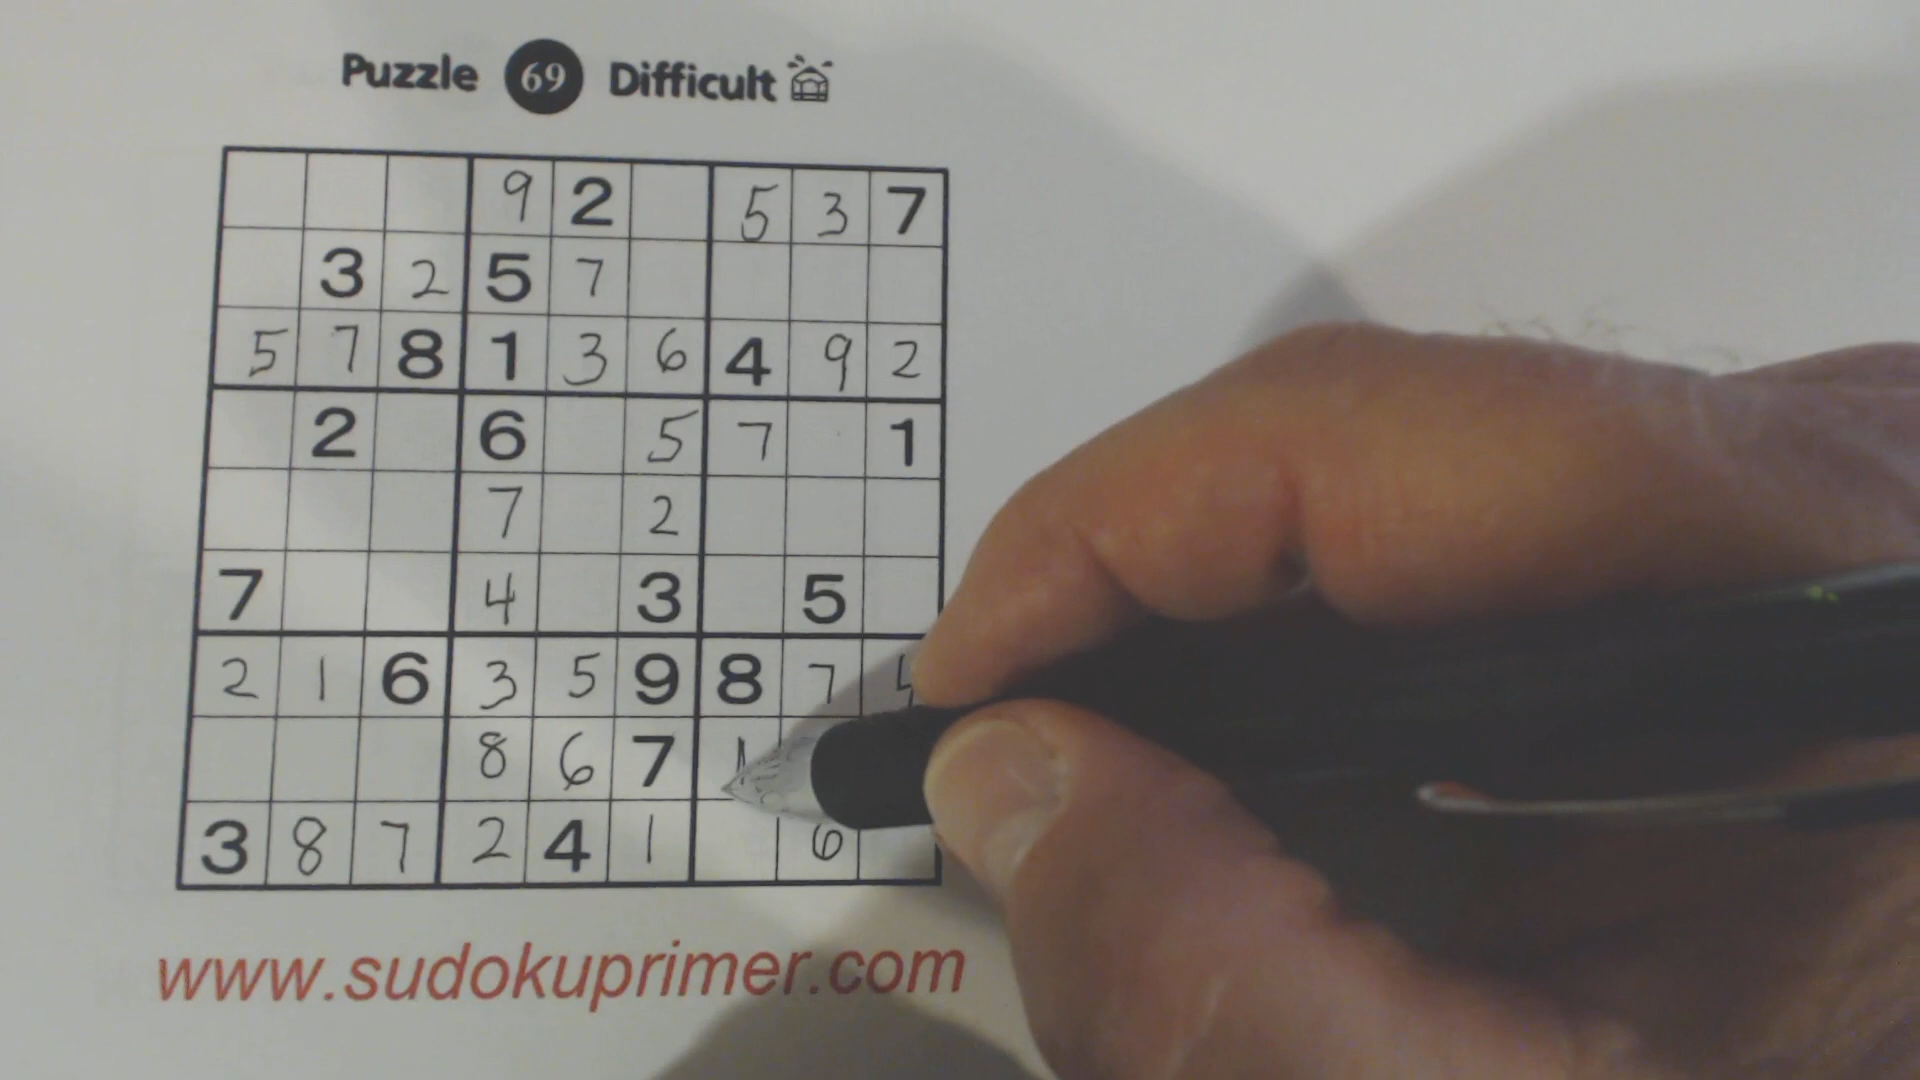 Puzzle 69 Difficult
9 2 5 3 7
3 2 5 7
5 7 8 1 3 6 4 9 2
2 6 5 7 1
7 2
7 4 3 5
2 1 6 3 5 9 8 7
8 6 7 1
3 8 7 2 4 1 6
www.sudokuprimer.com